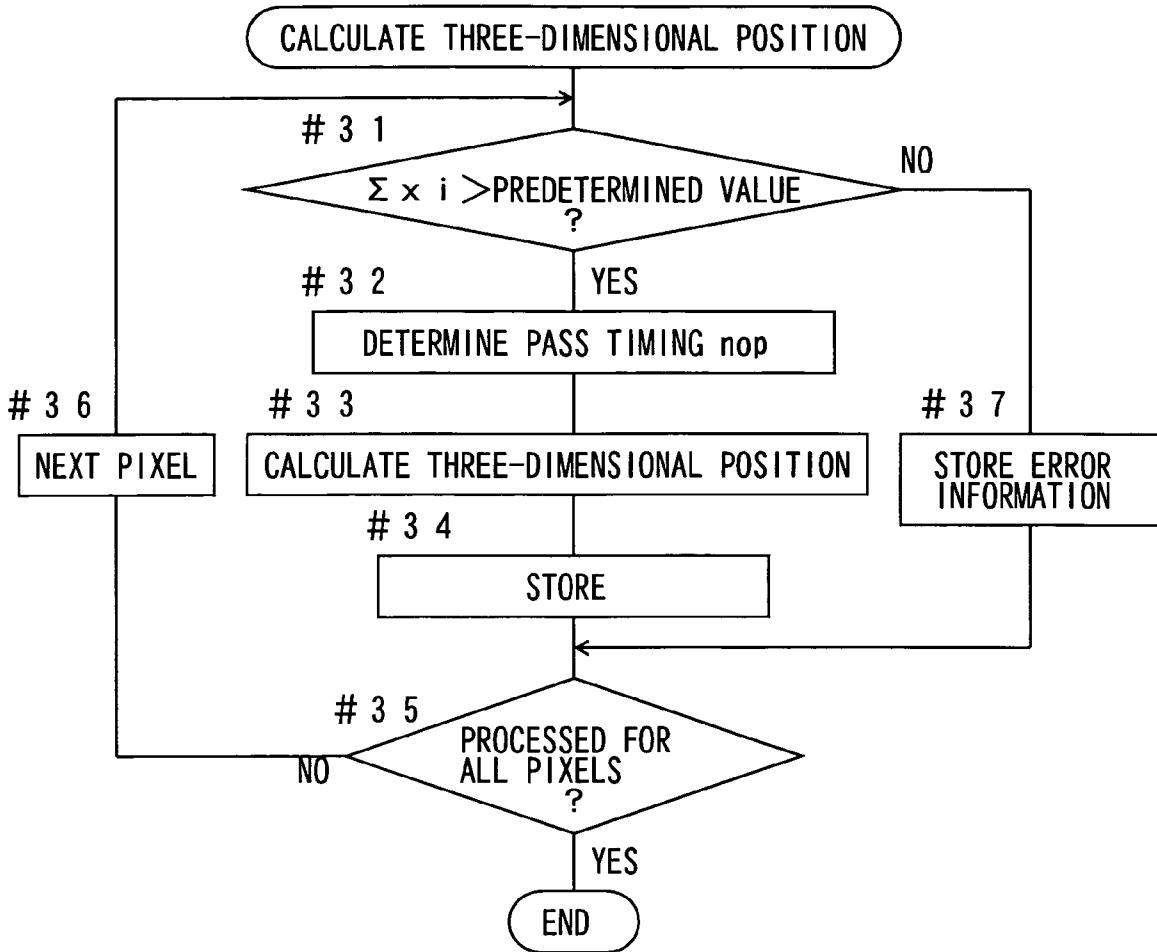 CALCULATE THREE-DIMENSIONAL POSITION
#31
NO
Σxi>PREDETERMINED VALUE
?
#32
YES
DETERMINE PASS TIMING nop
#36
#33
#37
NEXT PIXEL
CALCULATE THREE-DIMENSIONAL POSITION
STORE ERROR
INFORMATION
#34
STORE
#35
PROCESSED FOR
ALL PIXELS
?
NO
YES
END